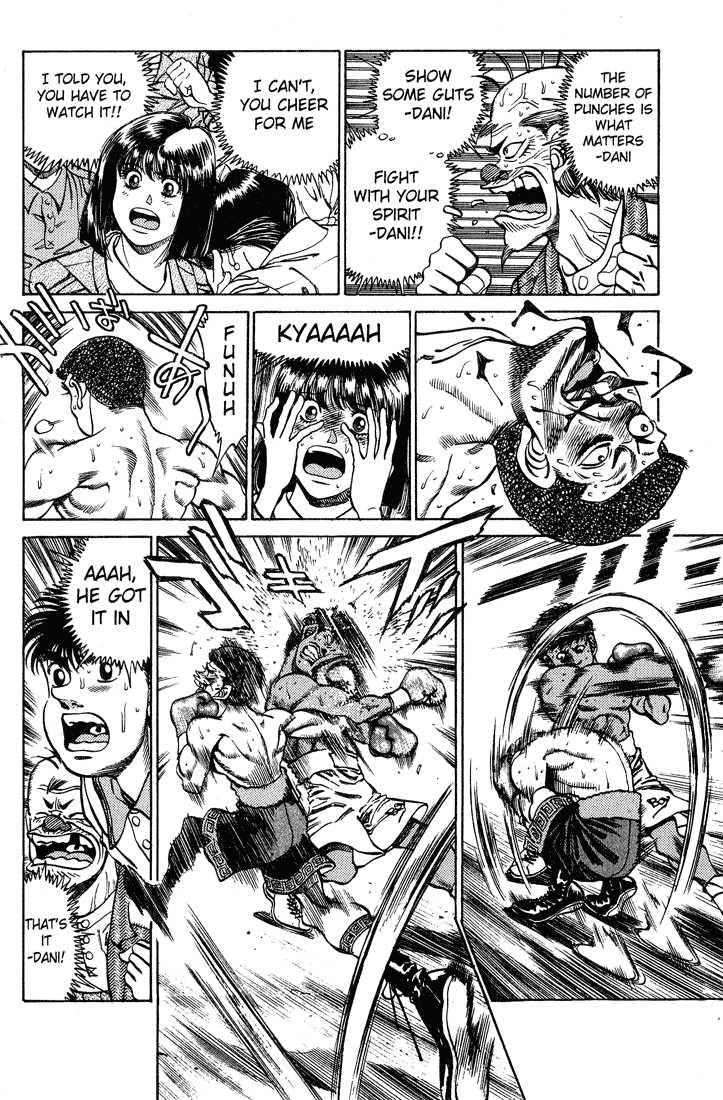 THE
NUMBER OF
PUNCHES IS
WHAT
MATTERS
-DANI
SHOW
SOME GUTS
-DANI!
FIGHT
WITH YOUR
SPIRIT
-DANI!!
I CAN'T,
YOU CHEER
FOR ME
I TOLD YOU,
YOU HAVE TO
WATCH IT!!
KYAAAAH
FUNUH
AAAH,
HE GOT
IT IN
THAT'S
IT
-DANI!